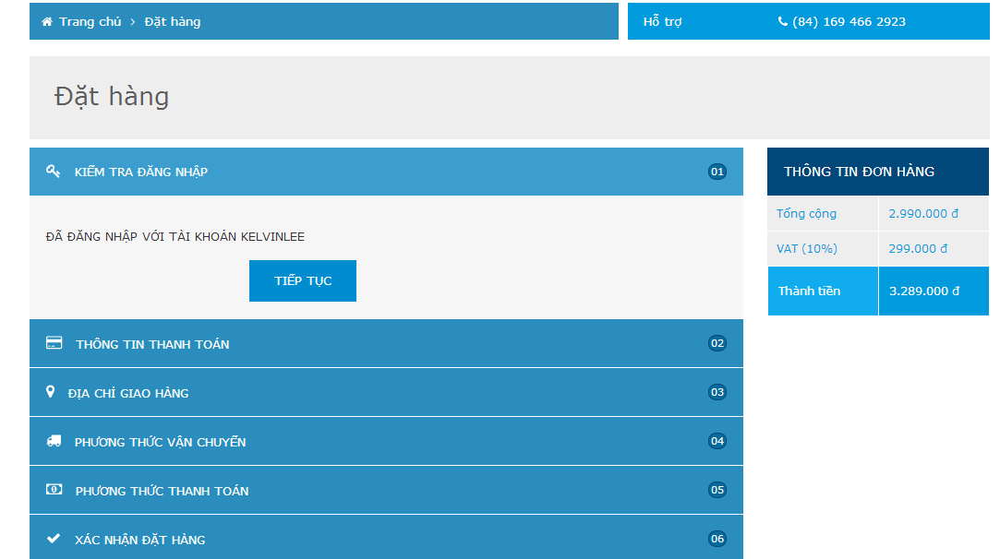 Trang chủ > Đặt hàng
Hỗ trợ (84) 169 466 2923
Đặt hàng
KIỂM TRA ĐĂNG NHẬP 01
ĐÃ ĐĂNG NHẬP VỚI TÀI KHOẢN KELVINLEE
TIẾP TỤC
THÔNG TIN THANH TOÁN 02
ĐỊA CHỈ GIAO HÀNG 03
PHƯƠNG THỨC VẬN CHUYỂN 04
PHƯƠNG THỨC THANH TOÁN 05
XÁC NHẬN ĐẶT HÀNG 06
THÔNG TIN ĐƠN HÀNG
Tổng cộng 2.990.000 đ
VAT (10%) 299.000 đ
Thành tiền 3.289.000 đ